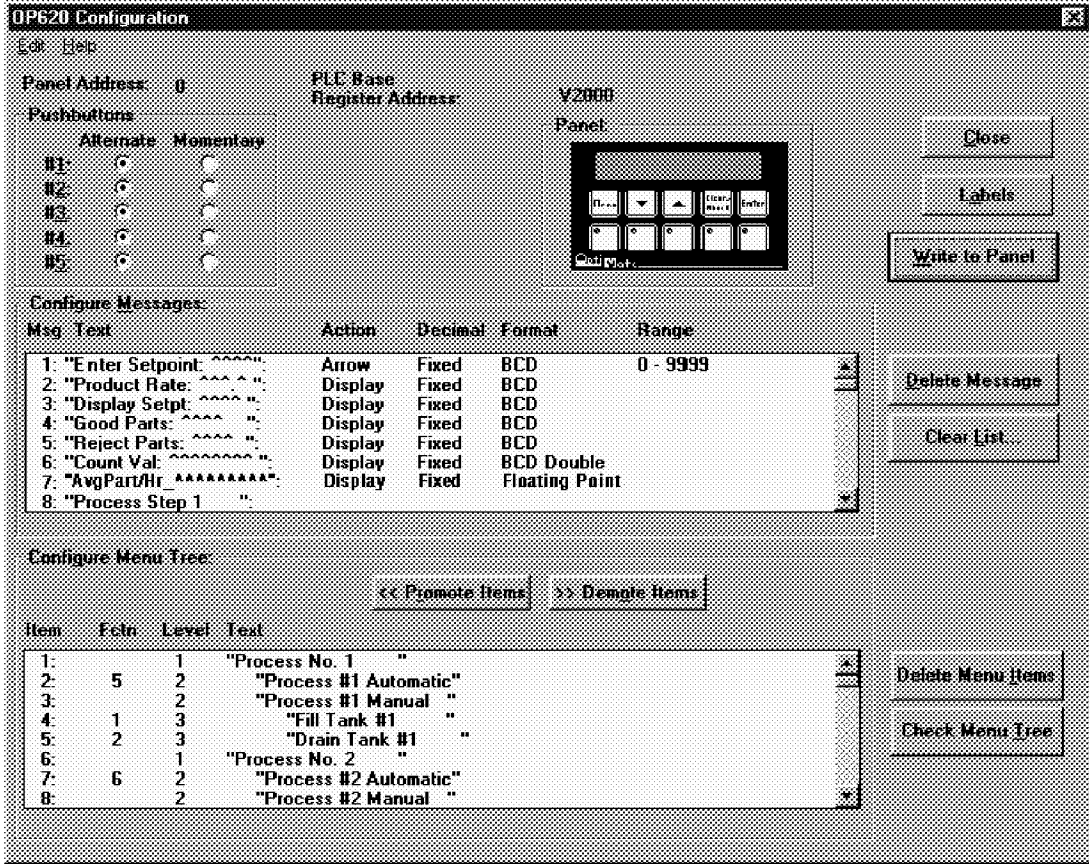 OP620 Configuration
Edit Help
Panel Address: 0
PLC Base
Register Address: V2000
Pushbuttons
Alternate Momentary
#1:
#2:
#3:
#4:
#5:
Panel:
Clear
Enter
Close
Labels
Write to Panel
Configure Messages:
Msg Text Action Decimal Format Range
1: "Enter Setpoint: ^^^^": Arrow Fixed BCD 0 - 9999
2: "Product Rate: ^^^.^ ": Display Fixed BCD
3: "Display Setpt: ^^^^ ": Display Fixed BCD
4: "Good Parts: ^^^^ ": Display Fixed BCD
5: "Reject Parts: ^^^^ ": Display Fixed BCD
6: "Count Val: ^^^^^^^^ ": Display Fixed BCD Double
7: "AvgPart/Hr_^^^^^^^^^": Display Fixed Floating Point
8: "Process Step 1 ":
Delete Message
Clear List...
Configure Menu Tree:
<< Promote Items >> Demote Items
Item Fctn Level Text
1: 1 "Process No. 1 "
2: 5 2 "Process #1 Automatic"
3: 2 "Process #1 Manual "
4: 1 3 "Fill Tank #1 "
5: 2 3 "Drain Tank #1 "
6: 1 "Process No. 2 "
7: 6 2 "Process #2 Automatic"
8: 2 "Process #2 Manual "
Delete Menu Items
Check Menu Tree